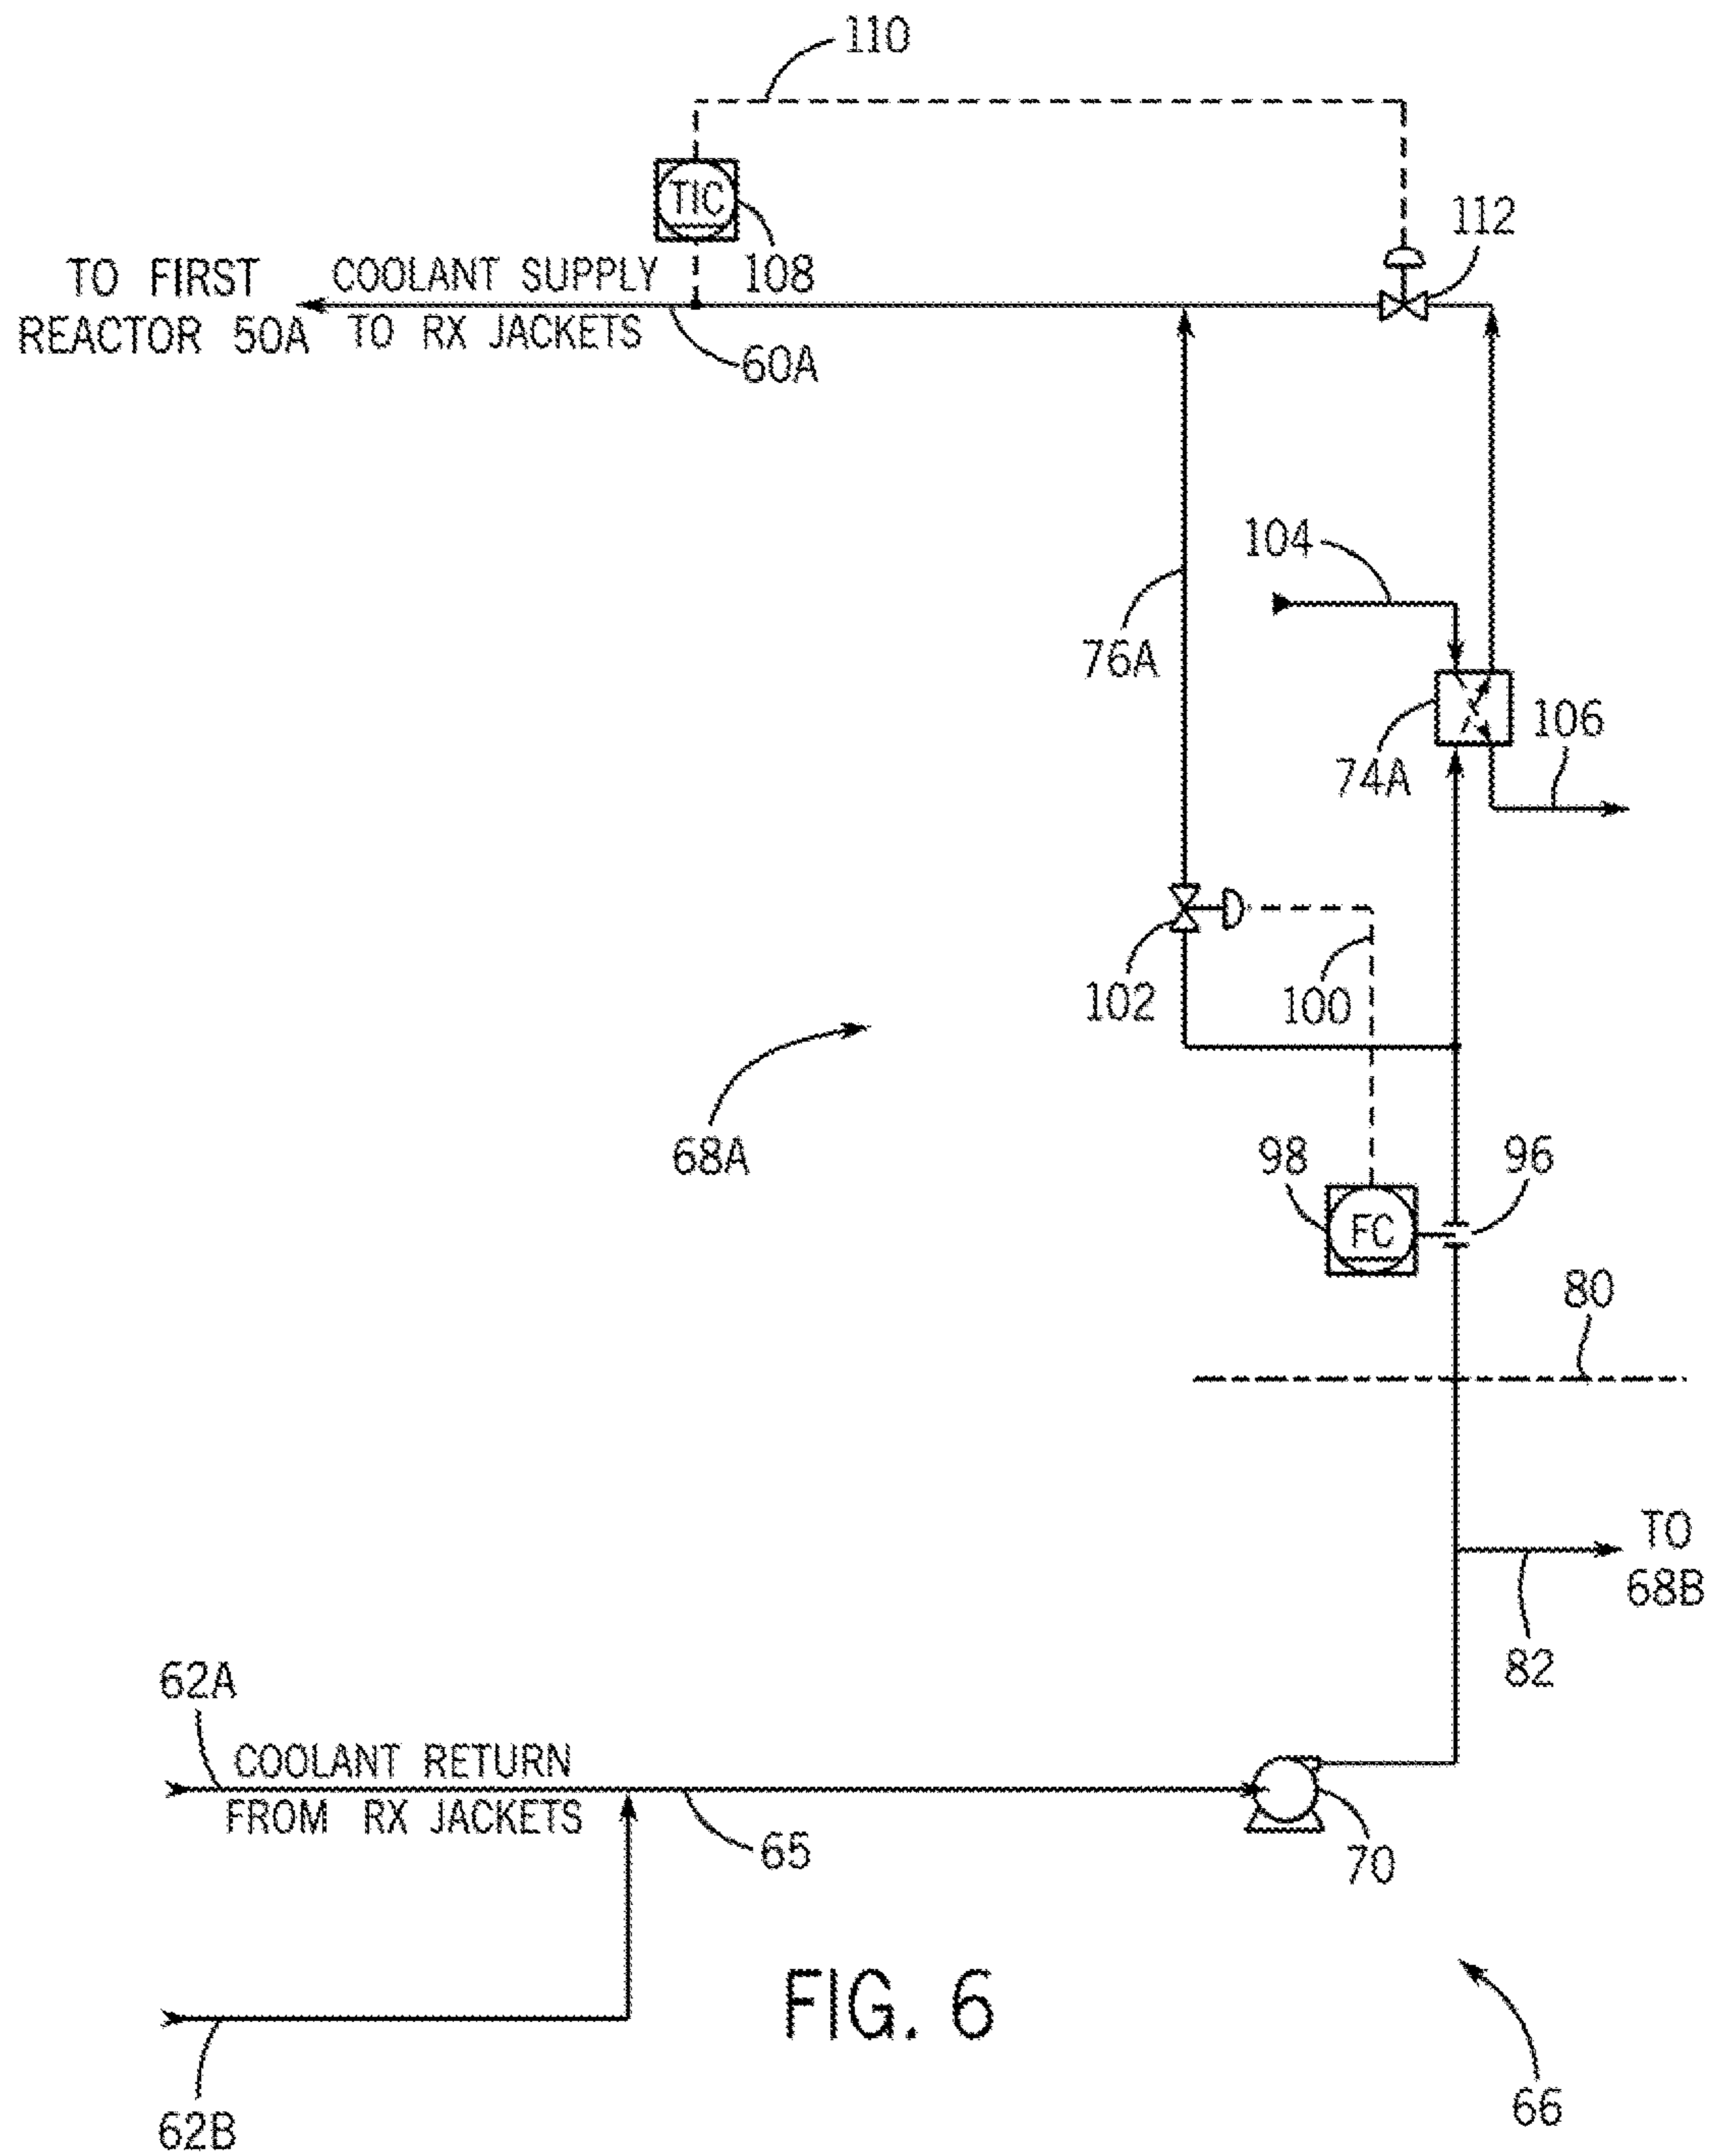 110
TIC
112
108
TO FIRST
REACTOR 50A
COOLANT SUPPLY
TO RX JACKETS
60A
104
76A
106
74A
102
100
68A
98
FC
96
80
TO
68B
82
62A
COOLANT RETURN
FROM RX JACKETS
65
70
FIG. 6
66
62B